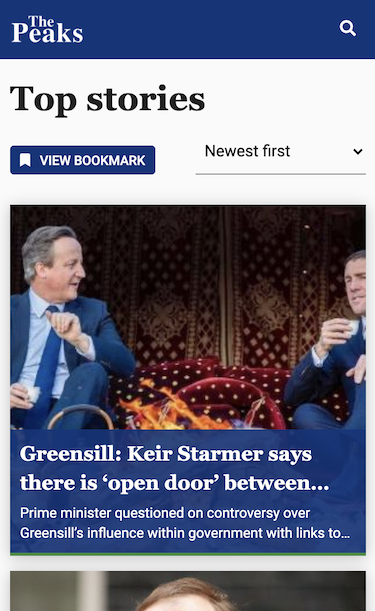 The
Peaks
Top stories
VIEW BOOKMARK
Newest first
Greensill: Keir Starmer says
there is ‘open door’ between...
Prime minister questioned on controversy over
Greensill’s influence within government with links to...